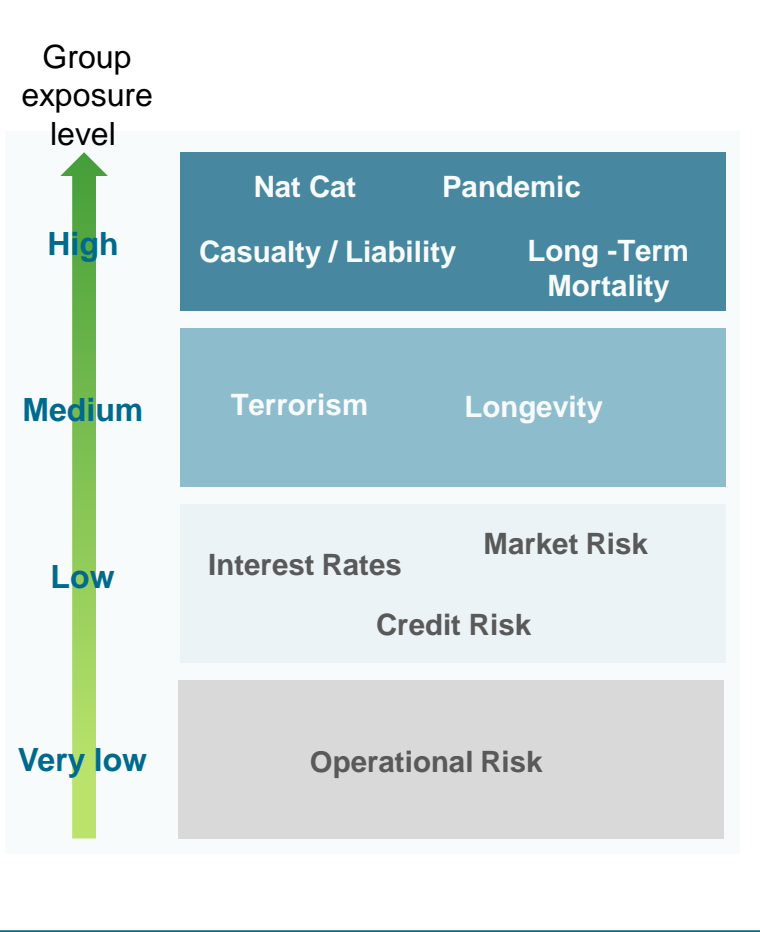 Group
exposure
level
High
Nat Cat
Pandemic
Casualty / Liability
Long -Term
Mortality
Medium
Terrorism
Longevity
Low
Interest Rates
Market Risk
Credit Risk
Very low
Operational Risk